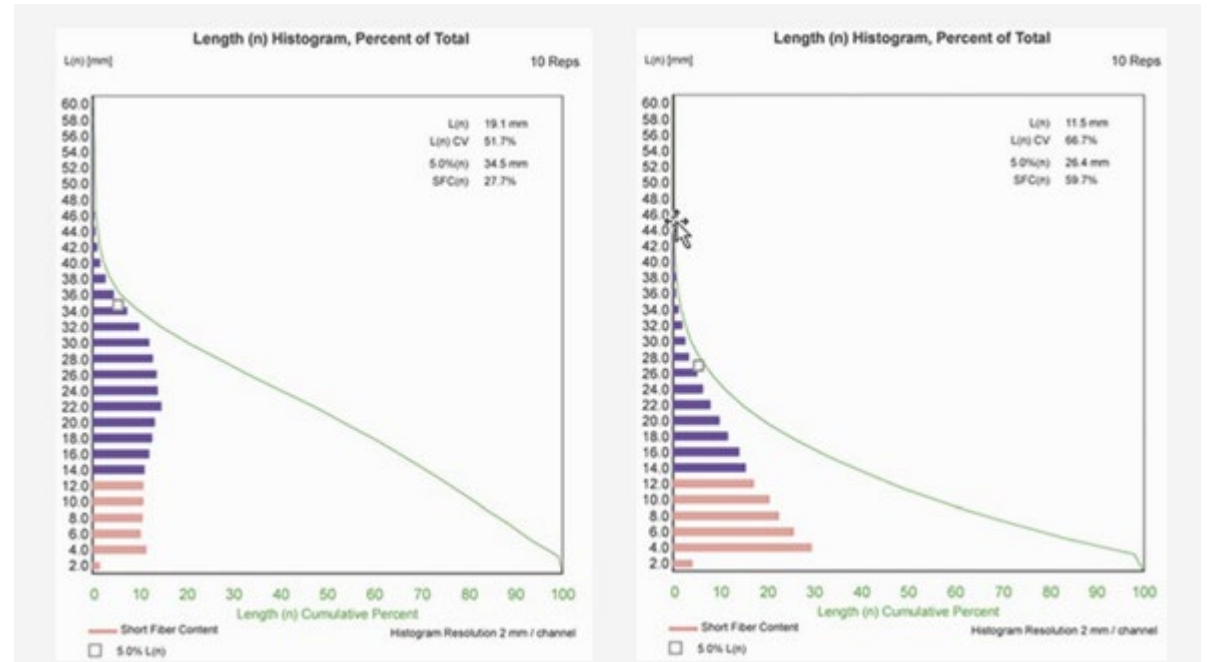 Length (n) Histogram, Percent of Total
L(n) [mm]
10 Reps
60.0
58.0
56.0
54.0
52.0
50.0
48.0
46.0
44.0
42.0
40.0
38.0
36.0
34.0
32.0
30.0
28.0
26.0
24.0
22.0
20.0
18.0
16.0
14.0
12.0
10.0
8.0
6.0
4.0
2.0
L(n) 19.1 mm
L(n) CV 51.7%
5.0%(n) 34.5 mm
SFC(n) 27.7%
0 10 20 30 40 50 60 70 80 90 100
Length (n) Cumulative Percent
Short Fiber Content
Histogram Resolution 2 mm / channel
5.0% L(n)
Length (n) Histogram, Percent of Total
L(n) [mm]
10 Reps
60.0
58.0
56.0
54.0
52.0
50.0
48.0
46.0
44.0
42.0
40.0
38.0
36.0
34.0
32.0
30.0
28.0
26.0
24.0
22.0
20.0
18.0
16.0
14.0
12.0
10.0
8.0
6.0
4.0
2.0
L(n) 11.5 mm
L(n) CV 66.7%
5.0%(n) 26.4 mm
SFC(n) 59.7%
0 10 20 30 40 50 60 70 80 90 100
Length (n) Cumulative Percent
Short Fiber Content
Histogram Resolution 2 mm / channel
5.0% L(n)